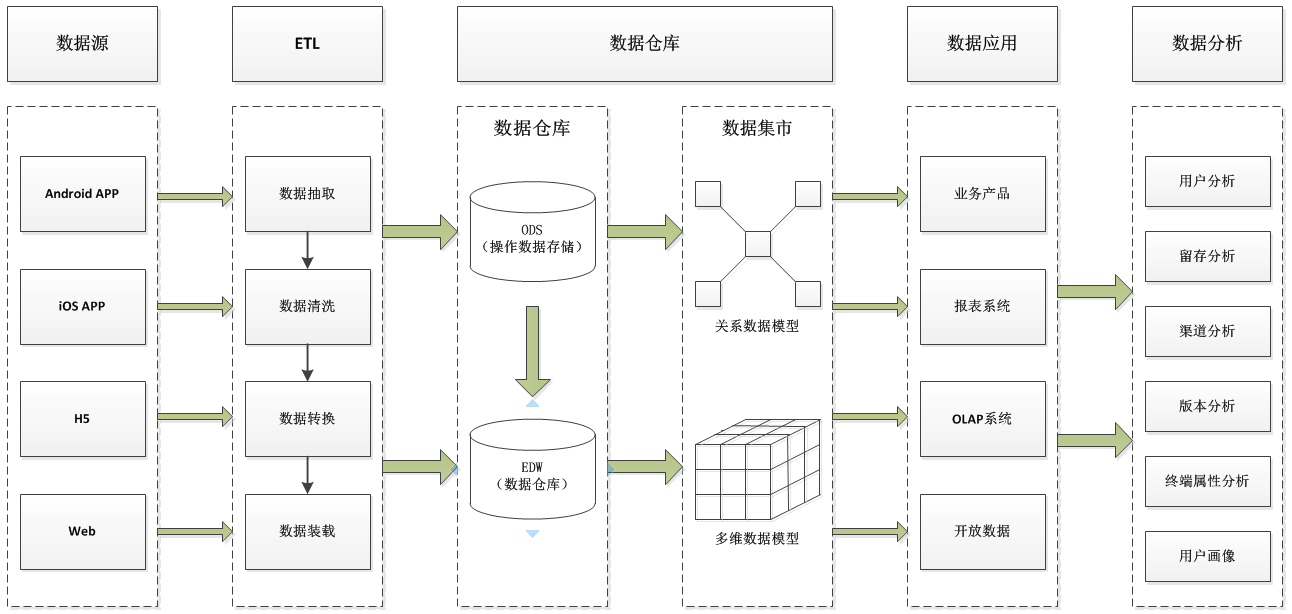 数据源
ETL
数据仓库
数据应用
数据分析
Android APP
iOS APP
H5
Web
数据抽取
数据清洗
数据转换
数据装载
数据仓库
ODS
（操作数据存储）
EDW
（数据仓库）
数据集市
关系数据模型
多维数据模型
业务产品
报表系统
OLAP系统
开放数据
用户分析
留存分析
渠道分析
版本分析
终端属性分析
用户画像